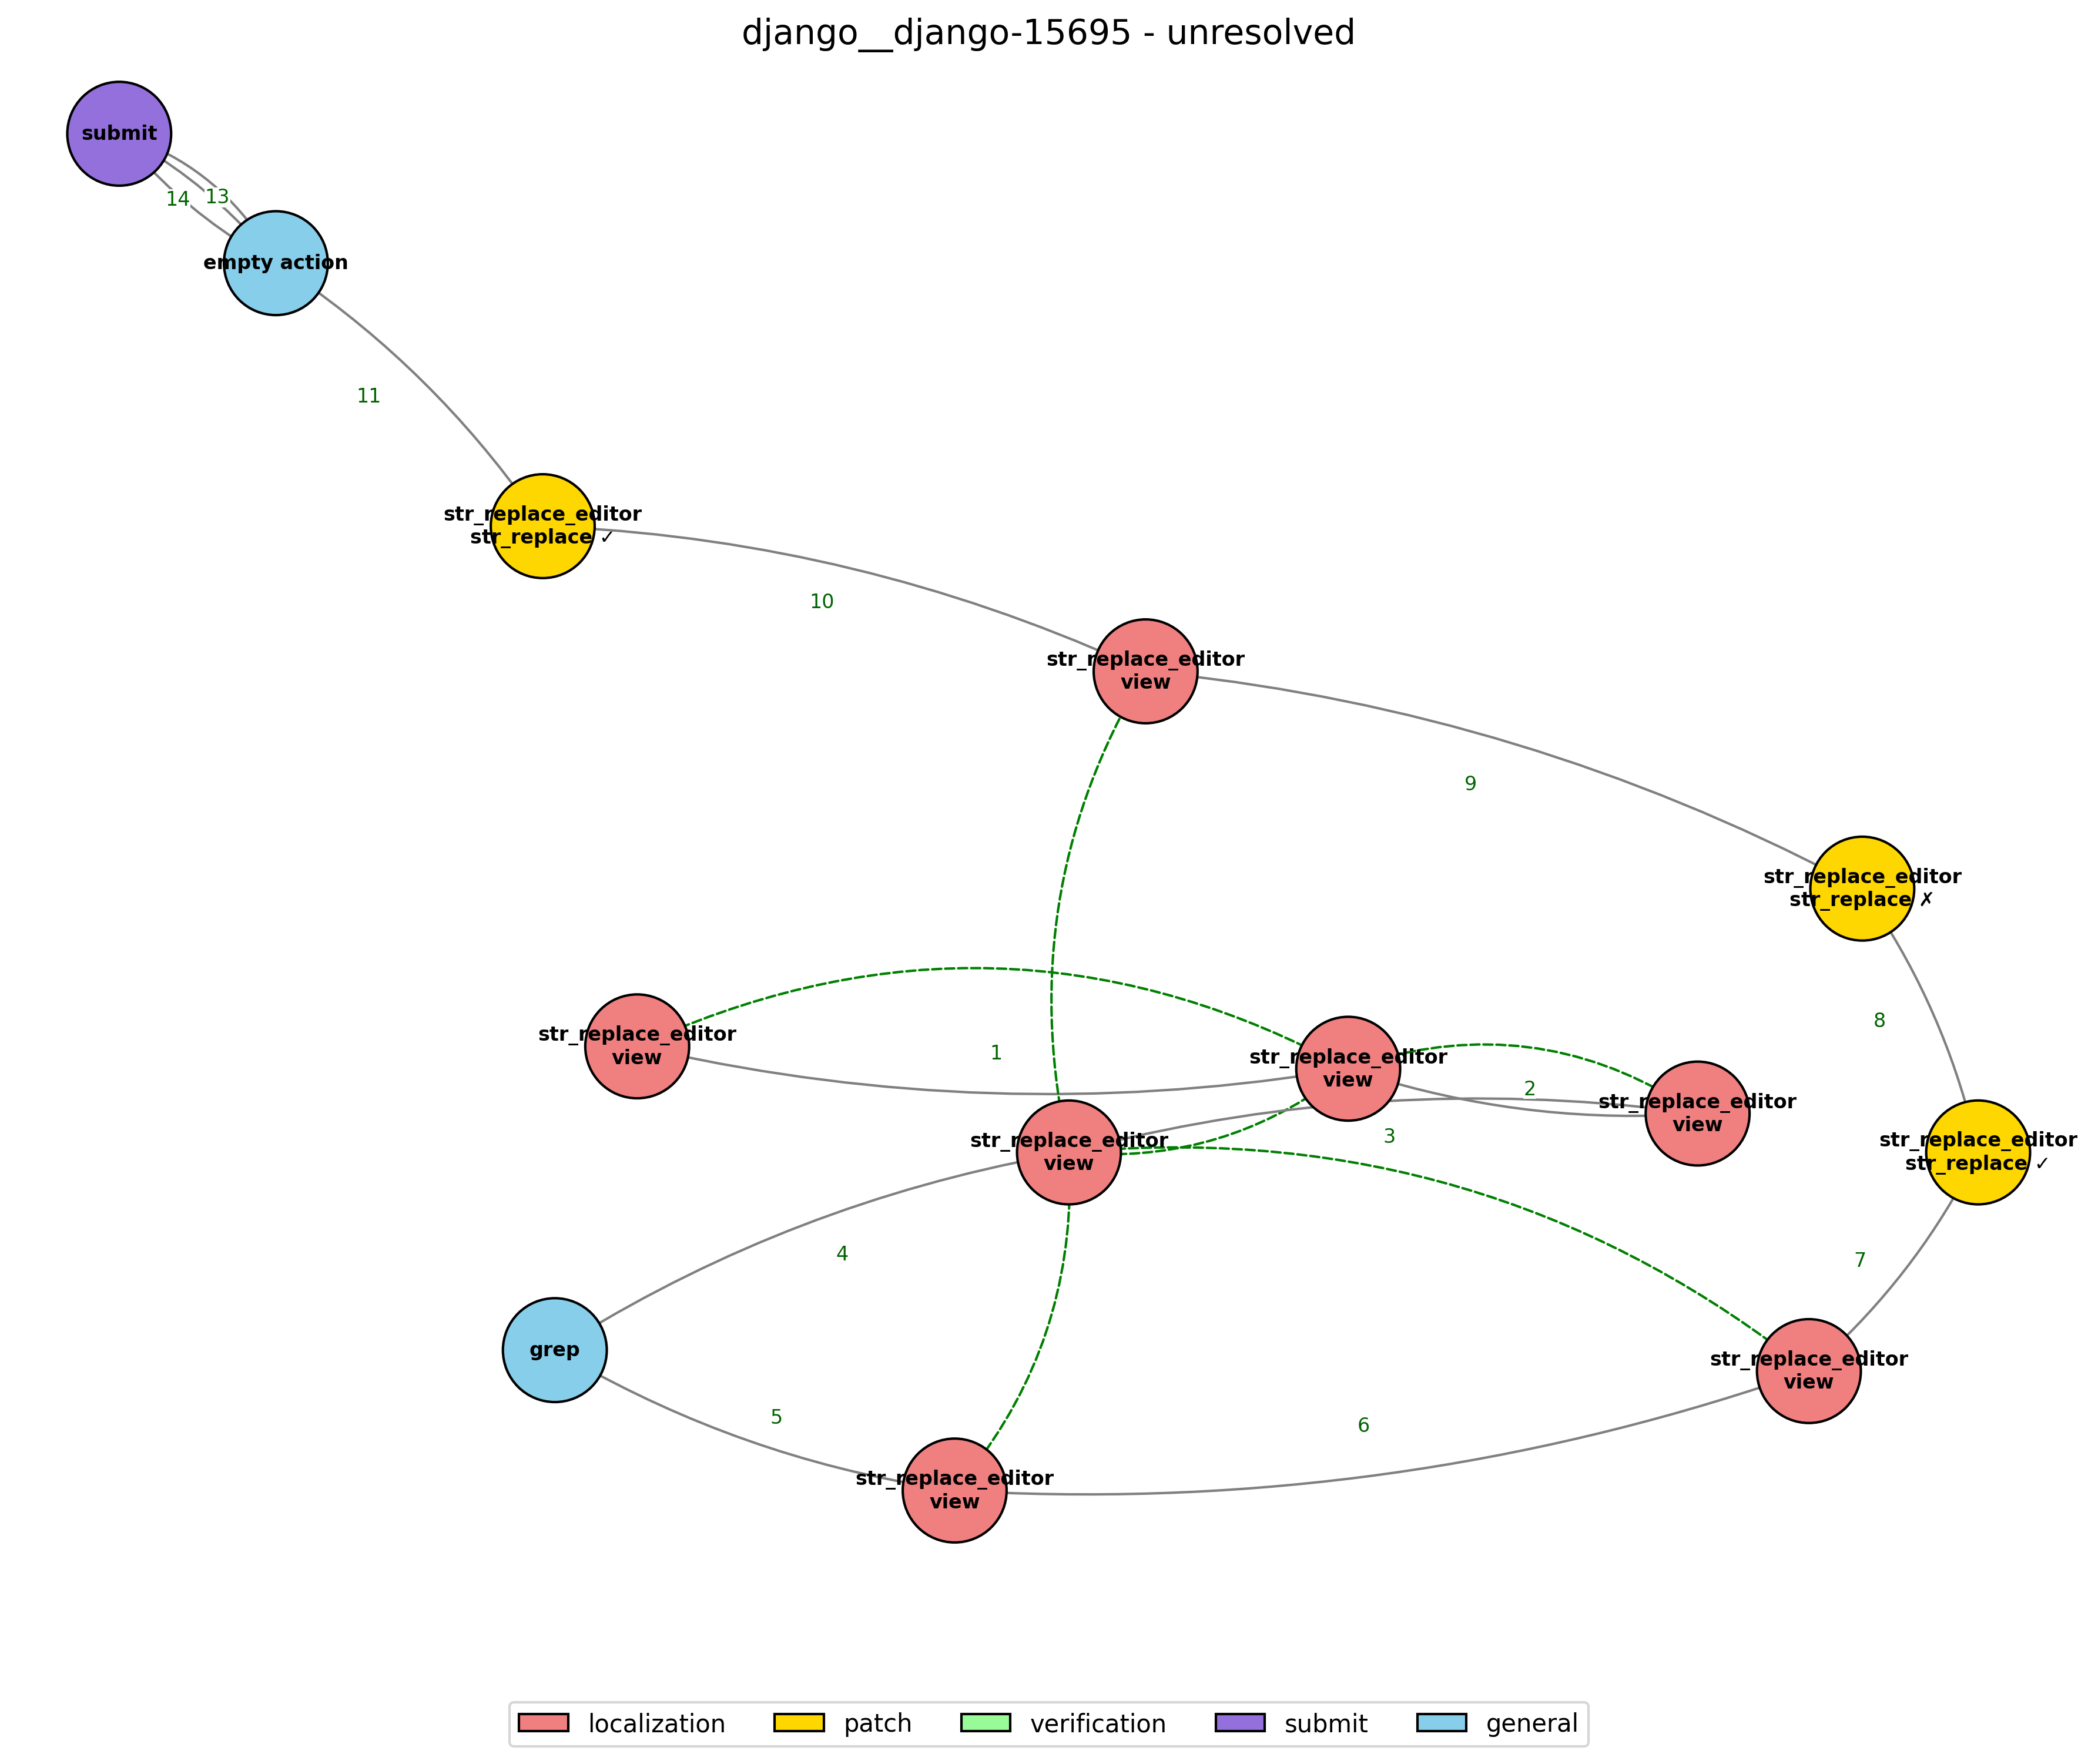 django__django-15695 - unresolved
submit
14
13
empty action
11
str_replace_editor
str_replace ✓
10
str_replace_editor
view
9
str_replace_editor
str_replace ✗
8
str_replace_editor
view
1
str_replace_editor
view
2
str_replace_editor
view
3
str_replace_editor
view
str_replace_editor
str_replace ✓
4
7
grep
5
6
str_replace_editor
view
str_replace_editor
view
localization
patch
verification
submit
general